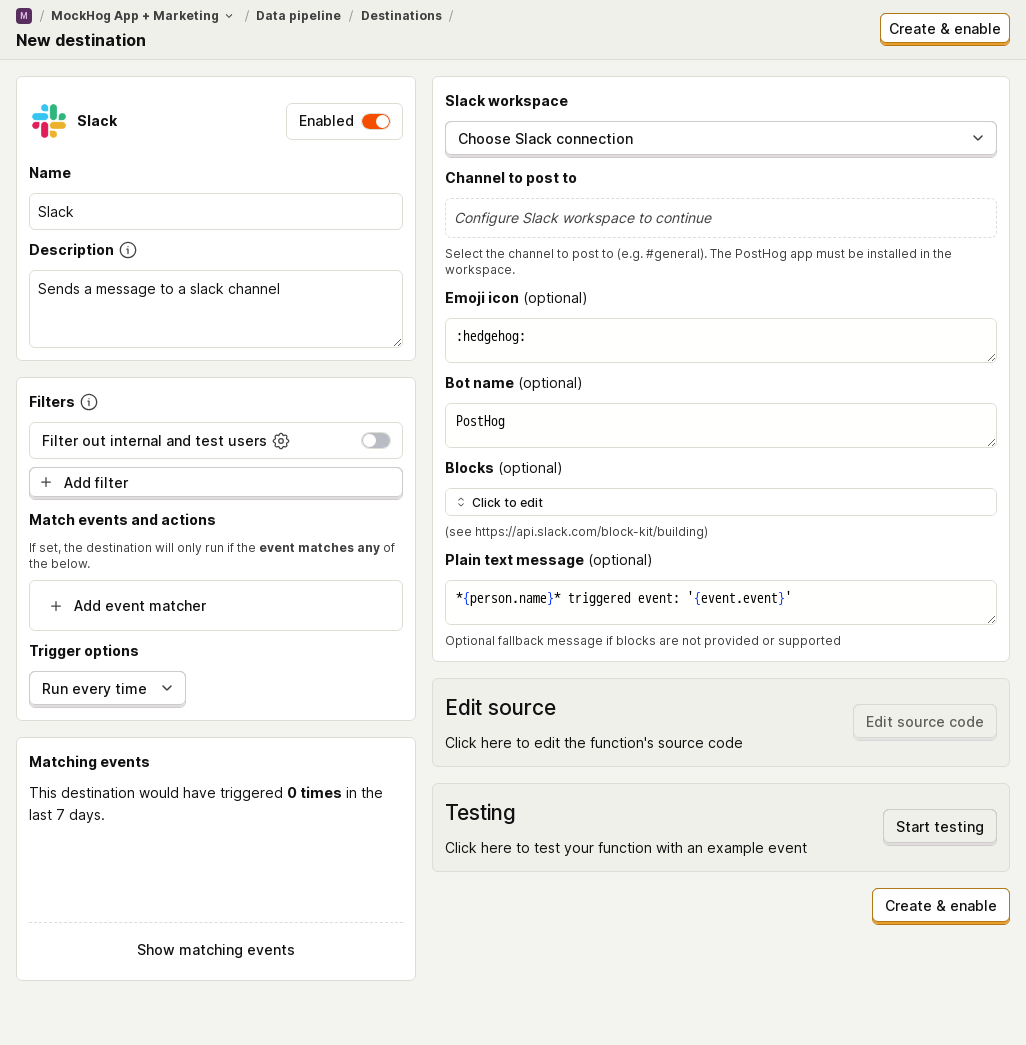 M / MockHog App + Marketing / Data pipeline / Destinations /
New destination
Create & enable
Slack
Enabled
Name
Slack
Description
Sends a message to a slack channel
Filters
Filter out internal and test users
Add filter
Match events and actions
If set, the destination will only run if the event matches any of
the below.
Add event matcher
Trigger options
Run every time
Matching events
This destination would have triggered 0 times in the
last 7 days.
Show matching events
Slack workspace
Choose Slack connection
Channel to post to
Configure Slack workspace to continue
Select the channel to post to (e.g. #general). The PostHog app must be installed in the
workspace.
Emoji icon (optional)
:hedgehog:
Bot name (optional)
PostHog
Blocks (optional)
Click to edit
(see https://api.slack.com/block-kit/building)
Plain text message (optional)
*{person.name}* triggered event: '{event.event}'
Optional fallback message if blocks are not provided or supported
Edit source
Click here to edit the function's source code
Edit source code
Testing
Click here to test your function with an example event
Start testing
Create & enable